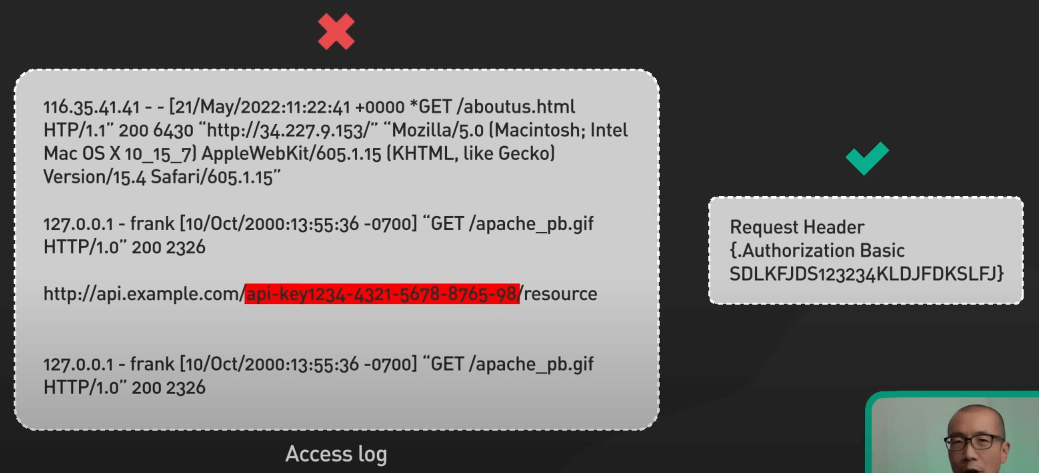 116.35.41.41 - - [21/May/2022:11:22:41 +0000 *GET /aboutus.html
HTP/1.1” 200 6430 “http://34.227.9.153/” “Mozilla/5.0 (Macintosh; Intel
Mac OS X 10_15_7) AppleWebKit/605.1.15 (KHTML, like Gecko)
Version/15.4 Safari/605.1.15”
127.0.0.1 - frank [10/Oct/2000:13:55:36 -0700] “GET /apache_pb.gif
HTTP/1.0” 200 2326
http://api.example.com/api-key1234-4321-5678-8765-98/resource
127.0.0.1 - frank [10/Oct/2000:13:55:36 -0700] “GET /apache_pb.gif
HTTP/1.0” 200 2326
Access log
Request Header
{.Authorization Basic
SDLKFJDS123234KLDJFDKSLFJ}